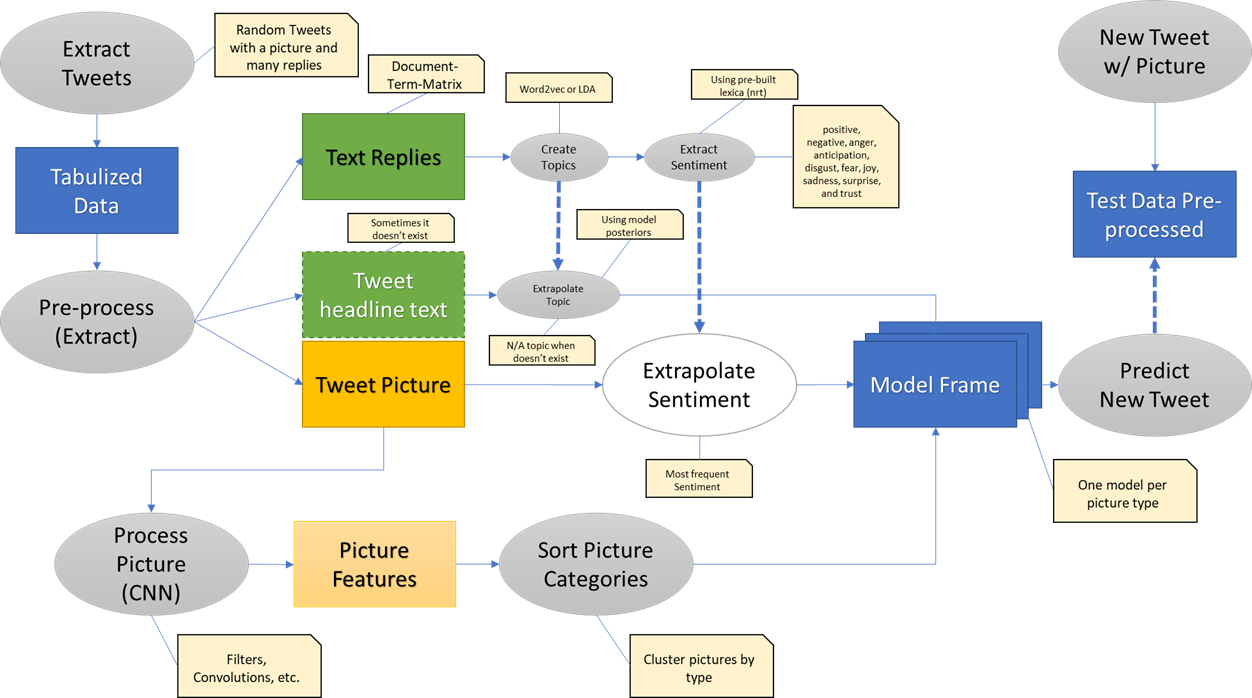 Extract
Tweets
Random Tweets
with a picture and
many replies
Document-
Term-Matrix
Word2vec or LDA
Using pre-built
lexica (nrt)
New Tweet
w/ Picture
Tabulized
Data
Text Replies
Create
Topics
Extract
Sentiment
positive,
negative, anger,
anticipation,
disgust, fear, joy,
sadness, surprise,
and trust
Test Data Pre-
processed
Sometimes it
doesn't exist
Using model
posteriors
Pre-process
(Extract)
Tweet
headline text
Extrapolate
Topic
N/A topic when
doesn't exist
Tweet Picture
Extrapolate
Sentiment
Model Frame
Predict
New Tweet
Most frequent
Sentiment
One model per
picture type
Process
Picture
(CNN)
Picture
Features
Sort Picture
Categories
Filters,
Convolutions, etc.
Cluster pictures by
type